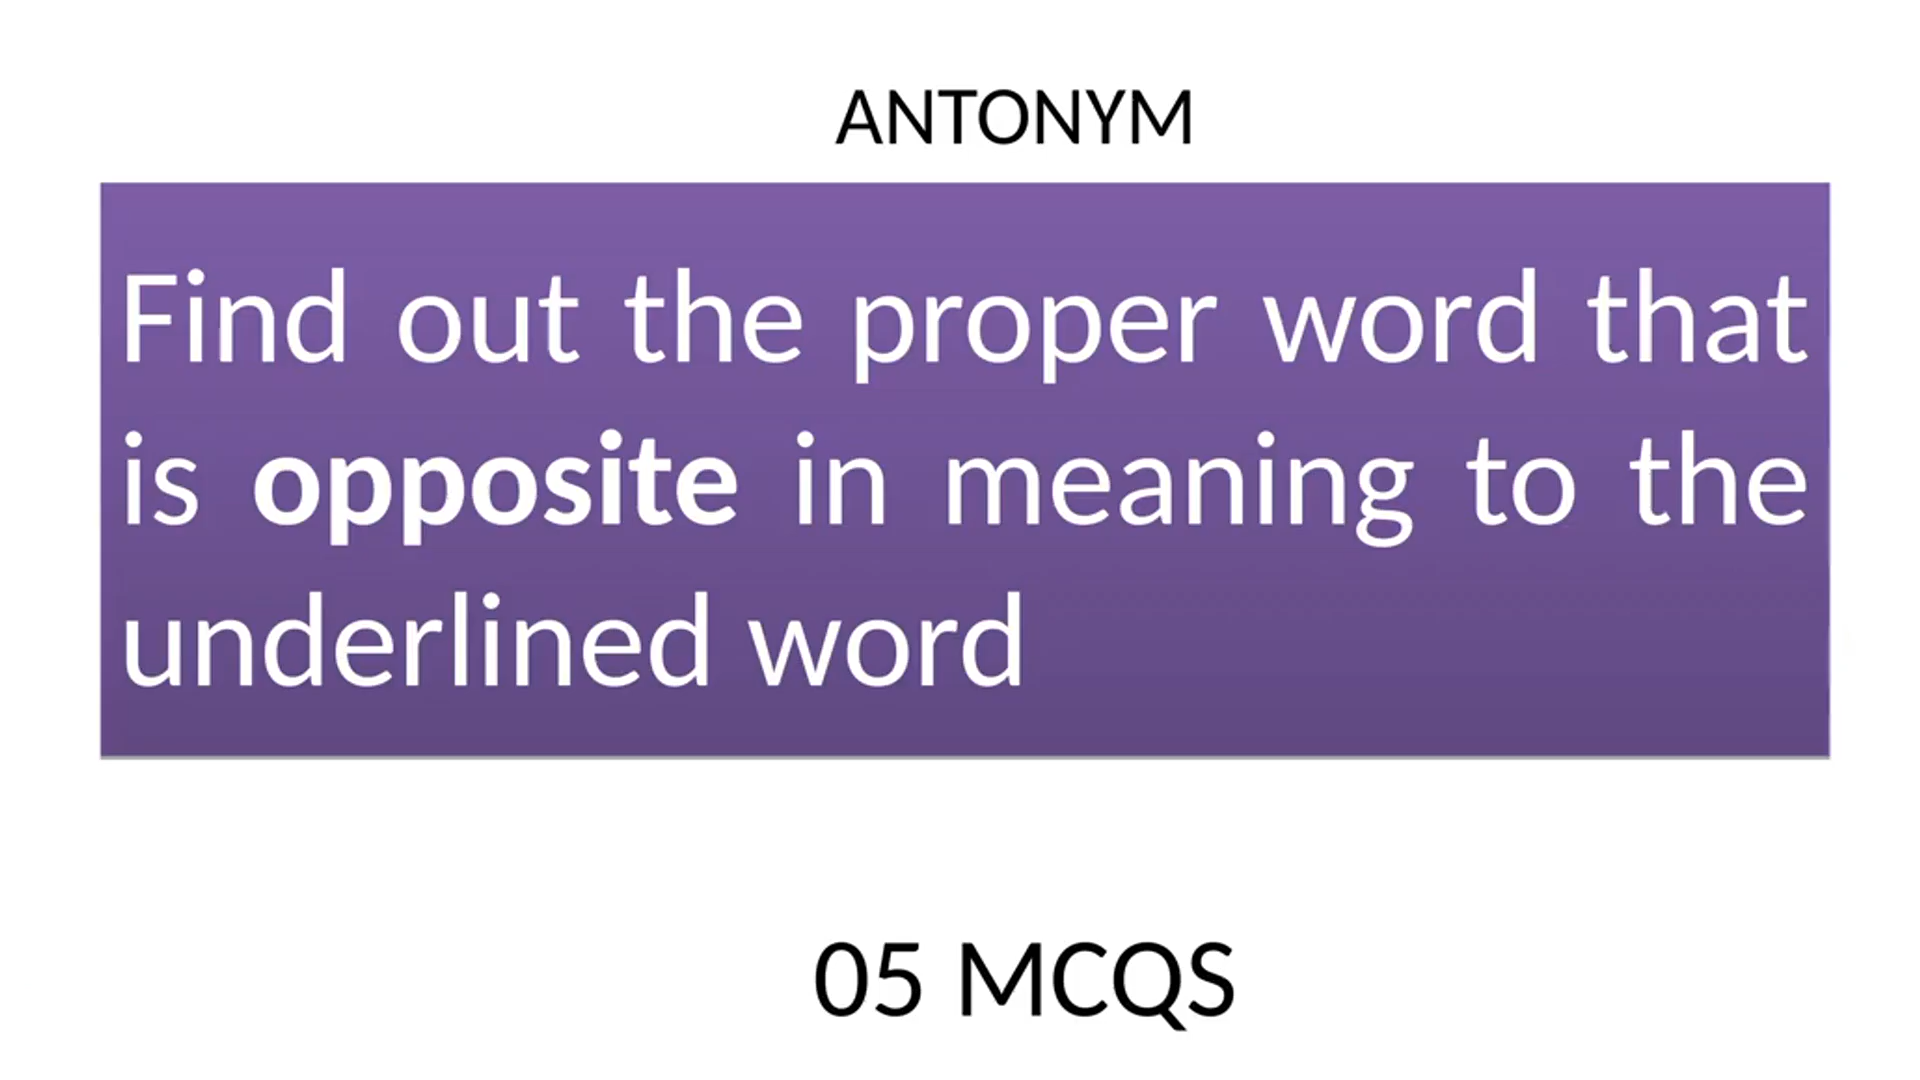 ANTONYM
Find out the proper word that
is opposite in meaning to the
underlined word
05 MCQS